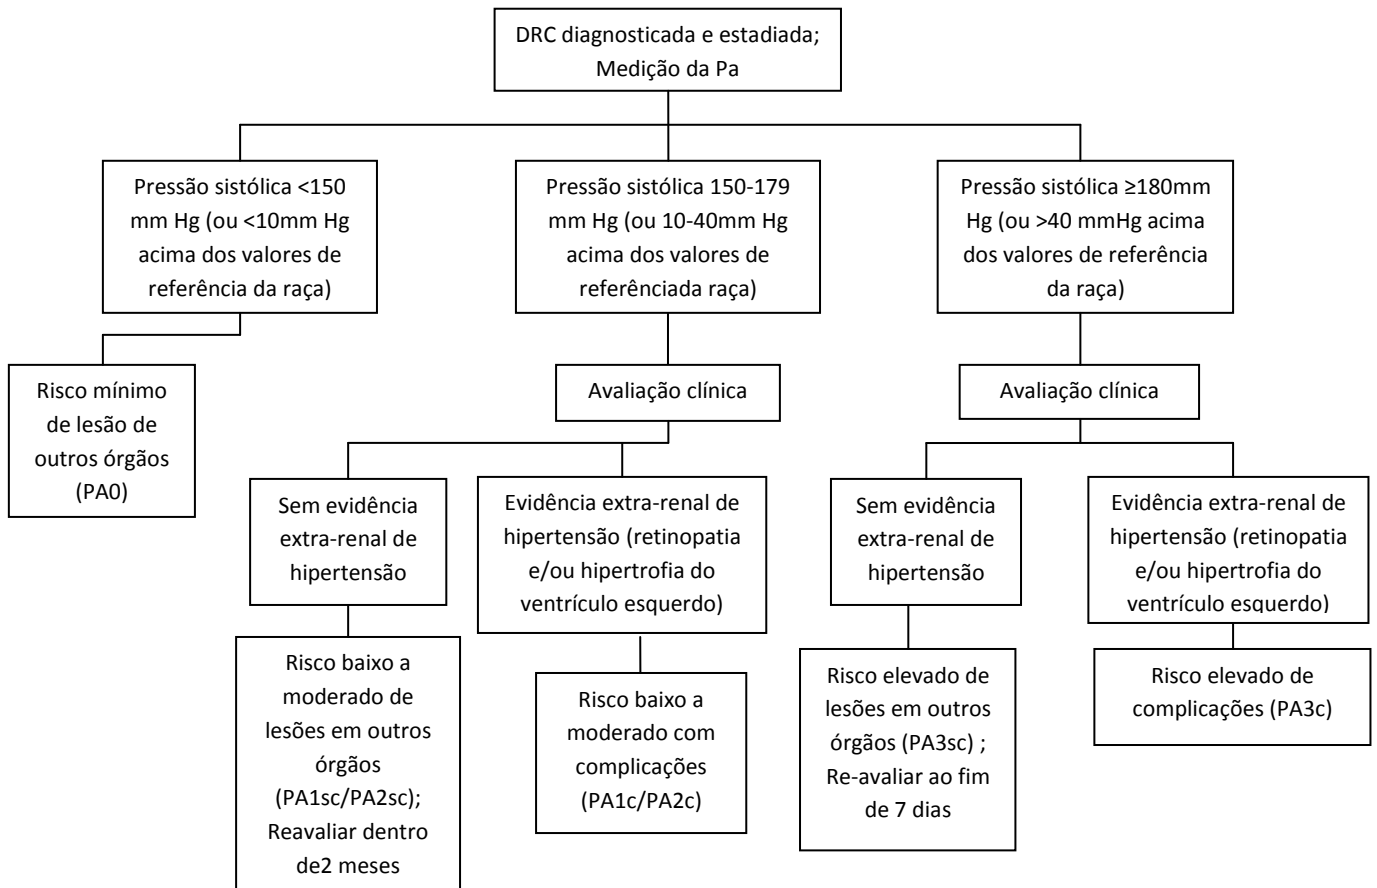 DRC diagnosticada e estadiada;
Medição da Pa
Pressão sistólica <150
mm Hg (ou <10mm Hg
acima dos valores de
referência da raça)
Pressão sistólica 150-179
mm Hg (ou 10-40mm Hg
acima dos valores de
referênciada raça)
Pressão sistólica ≥180mm
Hg (ou >40 mmHg acima
dos valores de referência
da raça)
Risco mínimo
de lesão de
outros órgãos
(PA0)
Avaliação clínica
Avaliação clínica
Sem evidência
extra-renal de
hipertensão
Evidência extra-renal de
hipertensão (retinopatia
e/ou hipertrofia do
ventrículo esquerdo)
Sem evidência
extra-renal de
hipertensão
Evidência extra-renal de
hipertensão (retinopatia
e/ou hipertrofia do
ventrículo esquerdo)
Risco baixo a
moderado de
lesões em outros
órgãos
(PA1sc/PA2sc);
Reavaliar dentro
de2 meses
Risco baixo a
moderado com
complicações
(PA1c/PA2c)
Risco elevado de
lesões em outros
órgãos (PA3sc) ;
Re-avaliar ao fim
de 7 dias
Risco elevado de
complicações (PA3c)